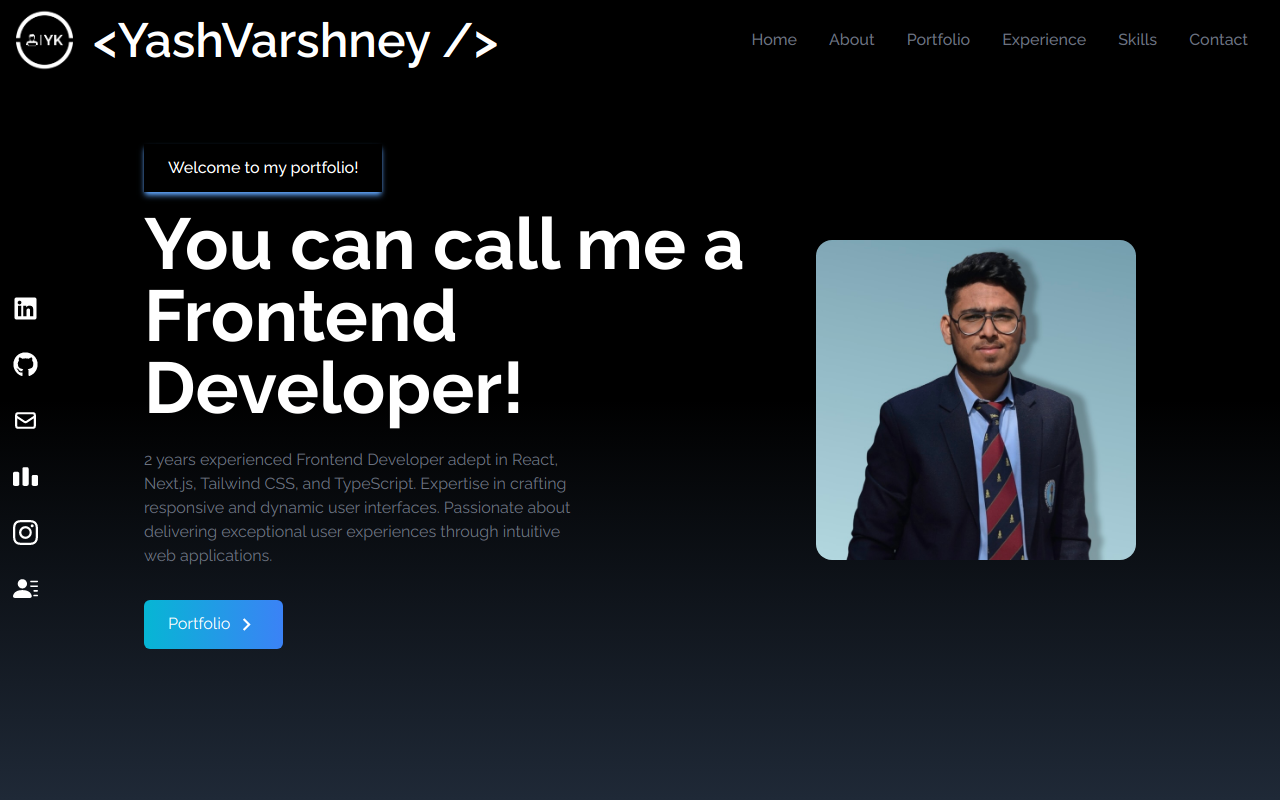 YK
<YashVarshney />
Home
About
Portfolio
Experience
Skills
Contact
Welcome to my portfolio!
You can call me a
Frontend
Developer!
2 years experienced Frontend Developer adept in React,
Next.js, Tailwind CSS, and TypeScript. Expertise in crafting
responsive and dynamic user interfaces. Passionate about
delivering exceptional user experiences through intuitive
web applications.
Portfolio